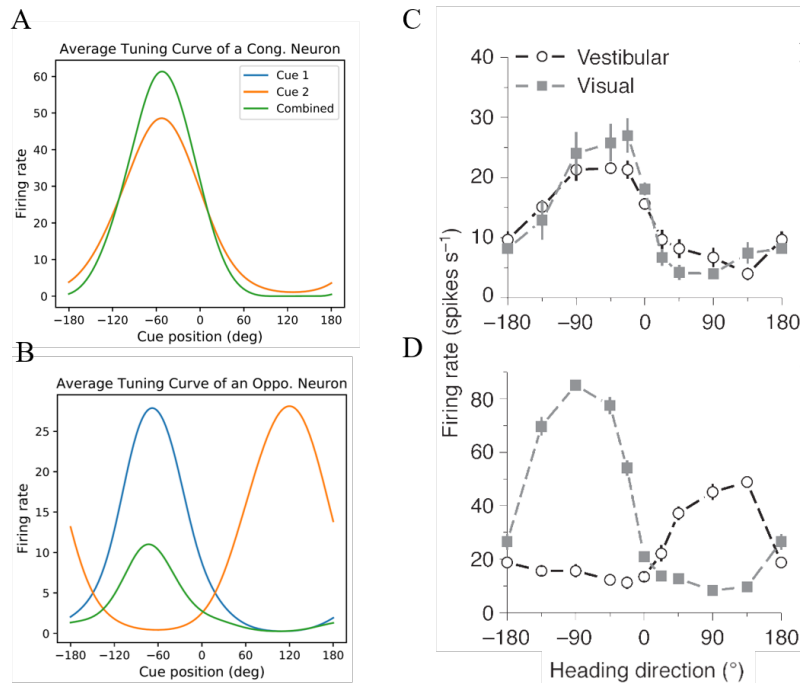 A
Average Tuning Curve of a Cong. Neuron
Cue 1
Cue 2
Combined
Firing rate
60
50
40
30
20
10
0
−180 −120 −60 0 60 120 180
Cue position (deg)
B
Average Tuning Curve of an Oppo. Neuron
Firing rate
25
20
15
10
5
0
−180 −120 −60 0 60 120 180
Cue position (deg)
C
Vestibular
Visual
40
30
20
10
0
−180 −90 0 90 180
D
Firing rate (spikes s⁻¹)
80
60
40
20
0
−180 −90 0 90 180
Heading direction (°)